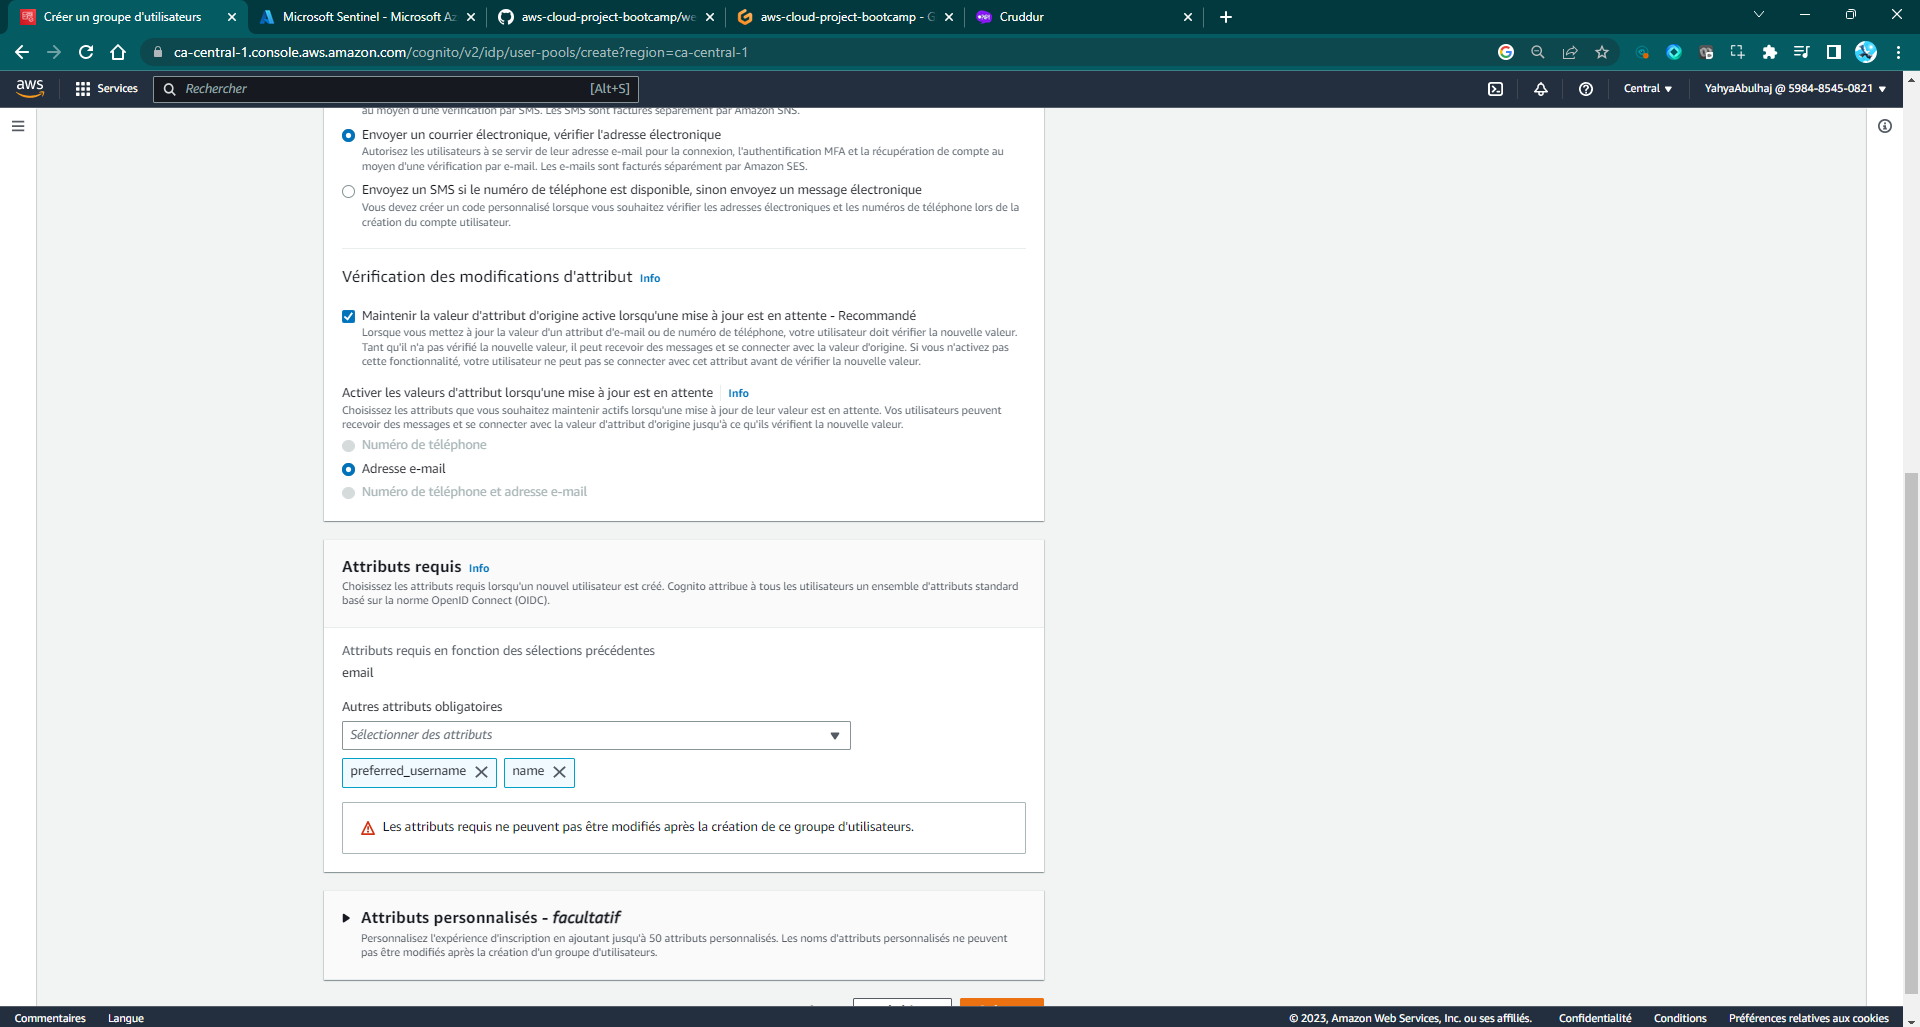 Créer un groupe d'utilisateurs
Microsoft Sentinel - Microsoft Az
aws-cloud-project-bootcamp/we
aws-cloud-project-bootcamp - G
Cruddur
ca-central-1.console.aws.amazon.com/cognito/v2/idp/user-pools/create?region=ca-central-1
aws
Services
Rechercher
[Alt+S]
Central
YahyaAbulhaj @ 5984-8545-0821
au moyen d'une vérification par SMS. Les SMS sont facturés séparément par Amazon SNS.
Envoyer un courrier électronique, vérifier l'adresse électronique
Autorisez les utilisateurs à se servir de leur adresse e-mail pour la connexion, l'authentification MFA et la récupération de compte au
moyen d'une vérification par e-mail. Les e-mails sont facturés séparément par Amazon SES.
Envoyez un SMS si le numéro de téléphone est disponible, sinon envoyez un message électronique
Vous devez créer un code personnalisé lorsque vous souhaitez vérifier les adresses électroniques et les numéros de téléphone lors de la
création du compte utilisateur.
Vérification des modifications d'attribut Info
Maintenir la valeur d'attribut d'origine active lorsqu'une mise à jour est en attente - Recommandé
Lorsque vous mettez à jour la valeur d'un attribut d'e-mail ou de numéro de téléphone, votre utilisateur doit vérifier la nouvelle valeur.
Tant qu'il n'a pas vérifié la nouvelle valeur, il peut recevoir des messages et se connecter avec la valeur d'origine. Si vous n'activez pas
cette fonctionnalité, votre utilisateur ne peut pas se connecter avec cet attribut avant de vérifier la nouvelle valeur.
Activer les valeurs d'attribut lorsqu'une mise à jour est en attente Info
Choisissez les attributs que vous souhaitez maintenir actifs lorsqu'une mise à jour de leur valeur est en attente. Vos utilisateurs peuvent
recevoir des messages et se connecter avec la valeur d'attribut d'origine jusqu'à ce qu'ils vérifient la nouvelle valeur.
Numéro de téléphone
Adresse e-mail
Numéro de téléphone et adresse e-mail
Attributs requis Info
Choisissez les attributs requis lorsqu'un nouvel utilisateur est créé. Cognito attribue à tous les utilisateurs un ensemble d'attributs standard
basé sur la norme OpenID Connect (OIDC).
Attributs requis en fonction des sélections précédentes
email
Autres attributs obligatoires
Sélectionner des attributs
preferred_username
name
Les attributs requis ne peuvent pas être modifiés après la création de ce groupe d'utilisateurs.
Attributs personnalisés - facultatif
Personnalisez l'expérience d'inscription en ajoutant jusqu'à 50 attributs personnalisés. Les noms d'attributs personnalisés ne peuvent
pas être modifiés après la création d'un groupe d'utilisateurs.
Commentaires
Langue
© 2023, Amazon Web Services, Inc. ou ses affiliés.
Confidentialité
Conditions
Préférences relatives aux cookies